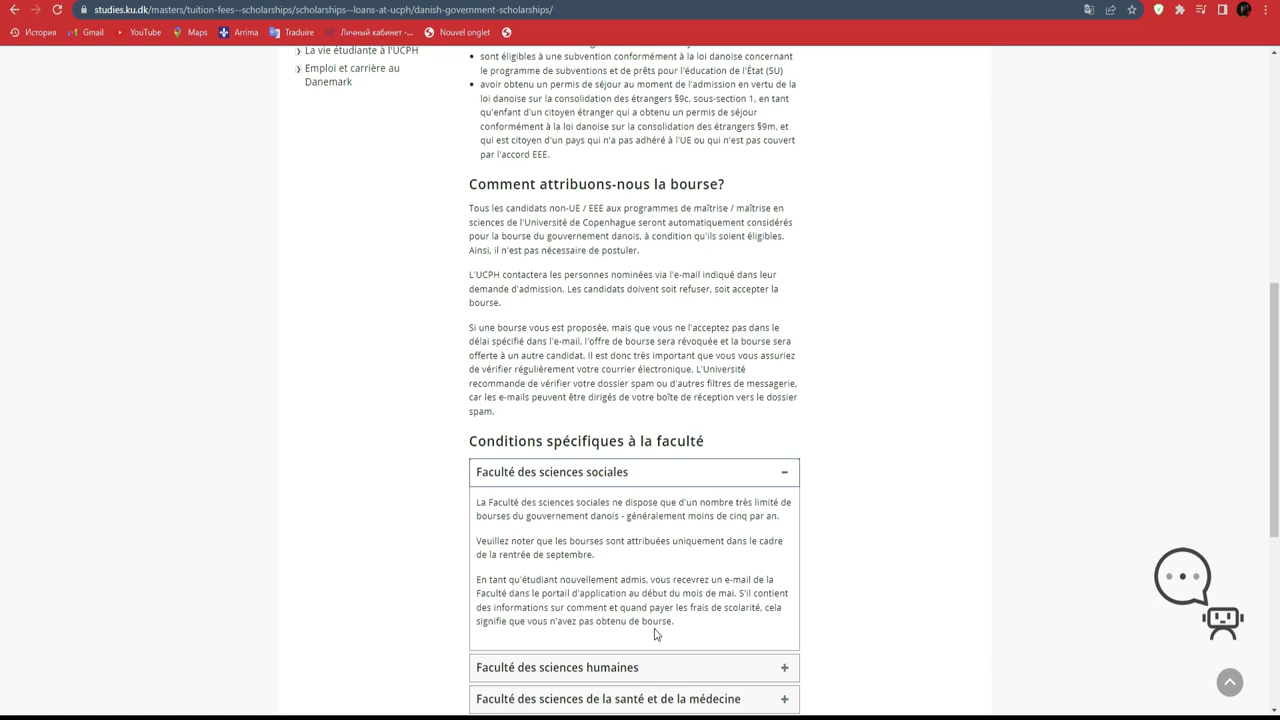 studies.ku.dk/masters/tuition-fees--scholarships/scholarships--loans-at-ucph/danish-government-scholarships/
История Gmail YouTube Maps Arrima Traduire Личный кабинет -... Nouvel onglet
La vie étudiante à l'UCPH
Emploi et carrière au
Danemark
sont éligibles à une subvention conformément à la loi danoise concernant
le programme de subventions et de prêts pour l'éducation de l'État (SU)
avoir obtenu un permis de séjour au moment de l'admission en vertu de la
loi danoise sur la consolidation des étrangers §9c, sous-section 1, en tant
qu'enfant d'un citoyen étranger qui a obtenu un permis de séjour
conformément à la loi danoise sur la consolidation des étrangers §9m, et
qui est citoyen d'un pays qui n'a pas adhéré à l'UE ou qui n'est pas couvert
par l'accord EEE.
Comment attribuons-nous la bourse?
Tous les candidats non-UE / EEE aux programmes de maîtrise / maîtrise en
sciences de l'Université de Copenhague seront automatiquement considérés
pour la bourse du gouvernement danois, à condition qu'ils soient éligibles.
Ainsi, il n'est pas nécessaire de postuler.
L'UCPH contactera les personnes nominées via l'e-mail indiqué dans leur
demande d'admission. Les candidats doivent soit refuser, soit accepter la
bourse.
Si une bourse vous est proposée, mais que vous ne l'acceptez pas dans le
délai spécifié dans l'e-mail, l'offre de bourse sera révoquée et la bourse sera
offerte à un autre candidat. Il est donc très important que vous vous assuriez
de vérifier régulièrement votre courrier électronique. L'Université
recommande de vérifier votre dossier spam ou d'autres filtres de messagerie,
car les e-mails peuvent être dirigés de votre boîte de réception vers le dossier
spam.
Conditions spécifiques à la faculté
Faculté des sciences sociales
La Faculté des sciences sociales ne dispose que d'un nombre très limité de
bourses du gouvernement danois - généralement moins de cinq par an.
Veuillez noter que les bourses sont attribuées uniquement dans le cadre
de la rentrée de septembre.
En tant qu'étudiant nouvellement admis, vous recevrez un e-mail de la
Faculté dans le portail d'application au début du mois de mai. S'il contient
des informations sur comment et quand payer les frais de scolarité, cela
signifie que vous n'avez pas obtenu de bourse.
Faculté des sciences humaines
Faculté des sciences de la santé et de la médecine